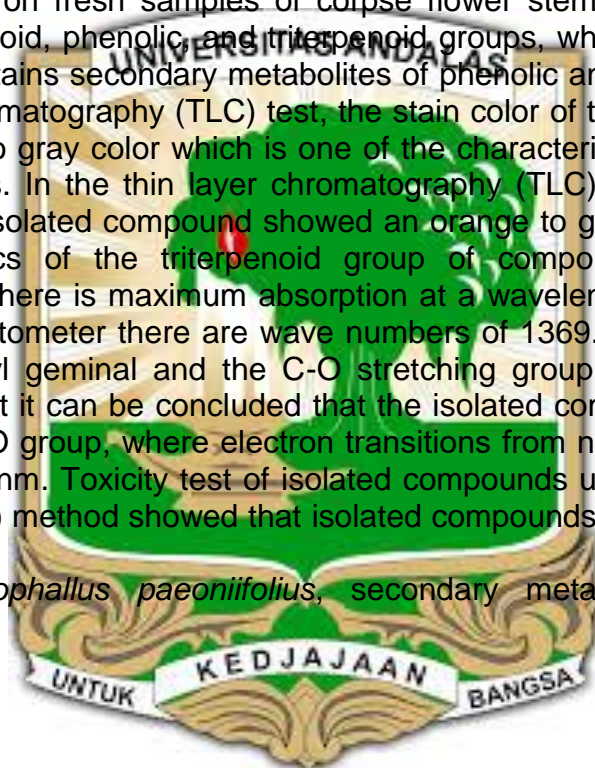 on fresh samples of corpse flower stem
oid, phenolic, and triterpenoid groups, wh
UNIVERSITAS ANDALAS
tains secondary metabolites of phenolic an
matography (TLC) test, the stain color of t
o gray color which is one of the characteri
s. In the thin layer chromatography (TLC)
isolated compound showed an orange to g
cs of the triterpenoid group of compo
here is maximum absorption at a wavelen
tometer there are wave numbers of 1369.
yl geminal and the C-O stretching group
t it can be concluded that the isolated con
O group, where electron transitions from n
nm. Toxicity test of isolated compounds u
) method showed that isolated compounds
ophallus paeoniifolius, secondary meta
UNTUK KEDJAJAAN BANGSA